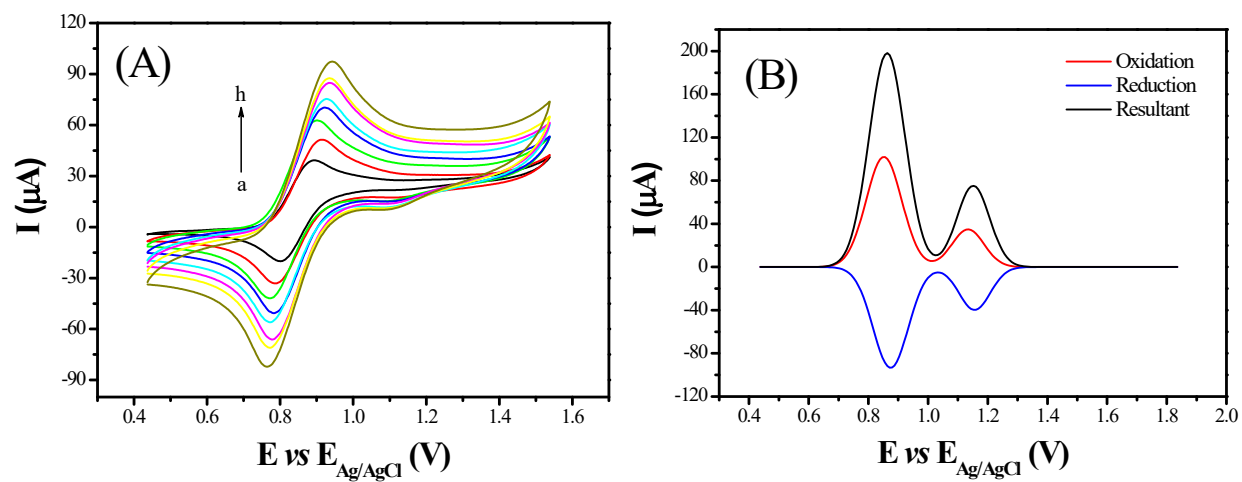 (A)
I (µA)
120
90
60
30
0
-30
-60
-90
h
a
0.4 0.6 0.8 1.0 1.2 1.4 1.6
E vs E_Ag/AgCl (V)
(B)
I (µA)
200
160
120
80
40
0
-40
-80
-120
Oxidation
Reduction
Resultant
0.4 0.6 0.8 1.0 1.2 1.4 1.6 1.8 2.0
E vs E_Ag/AgCl (V)